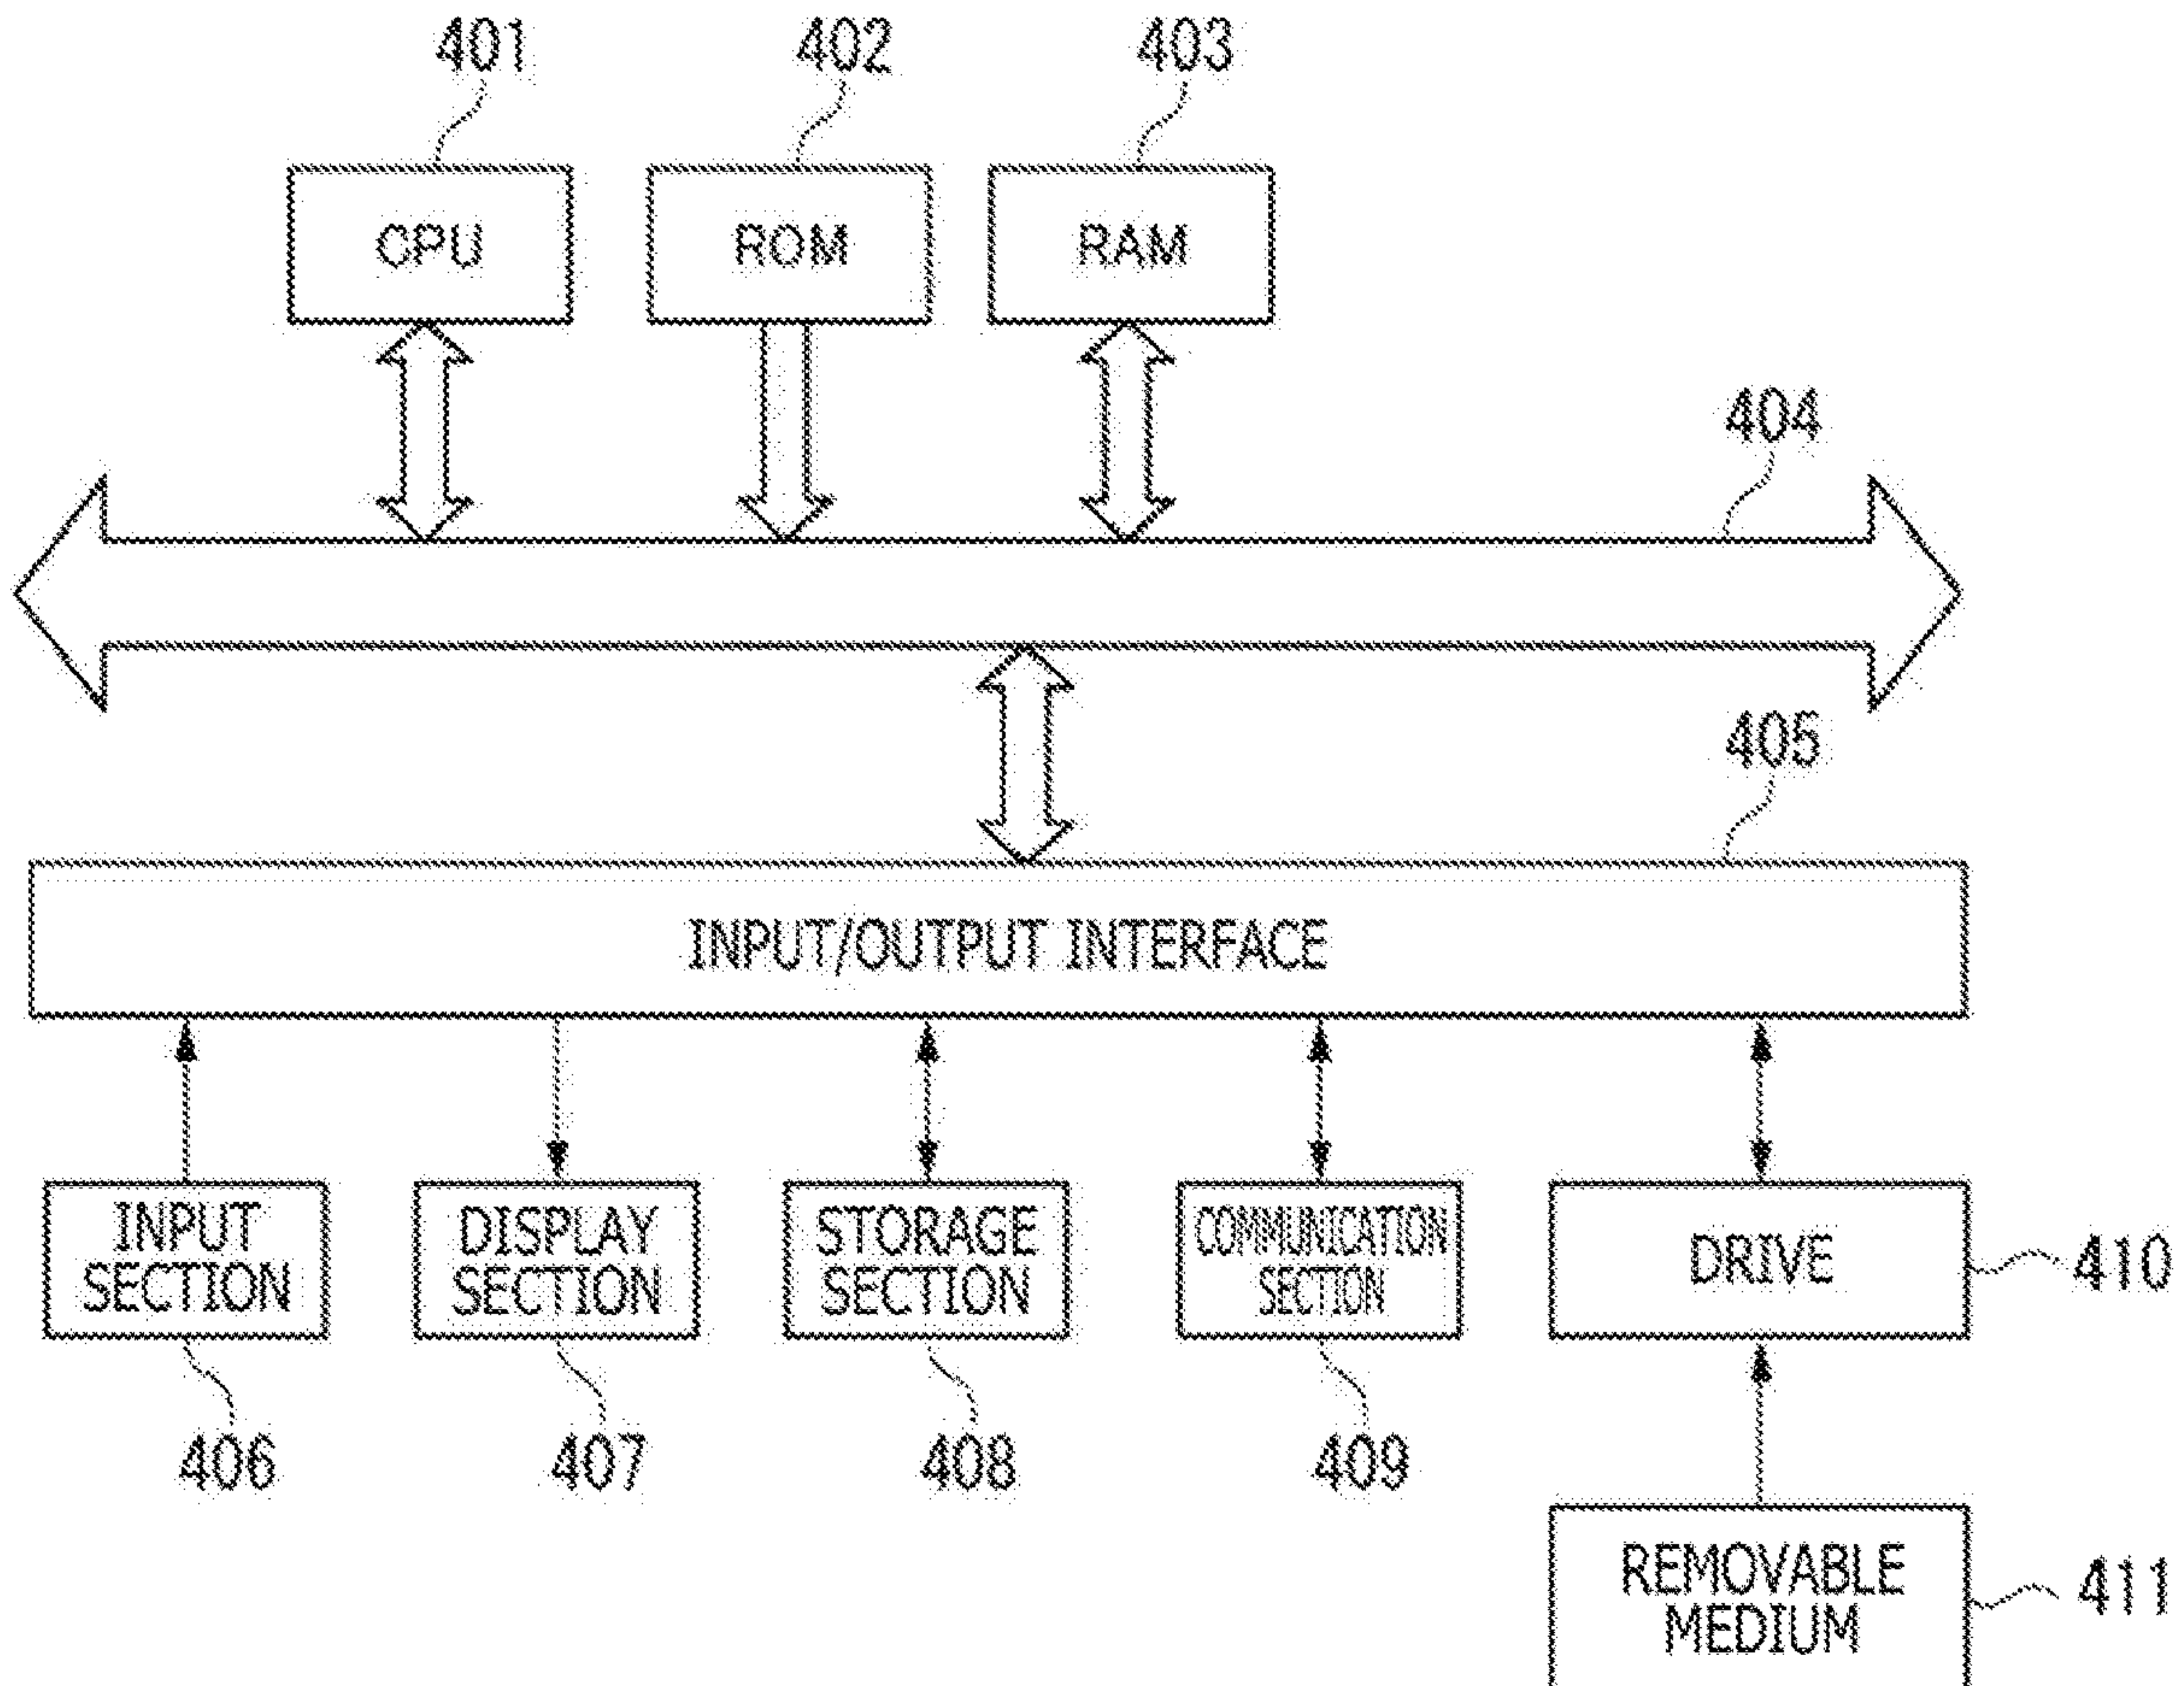 401 402 403
CPU ROM RAM
404
405
INPUT/OUTPUT INTERFACE
INPUT SECTION
DISPLAY SECTION
STORAGE SECTION
COMMUNICATION SECTION
DRIVE
410
406 407 408 409
REMOVABLE
MEDIUM
411